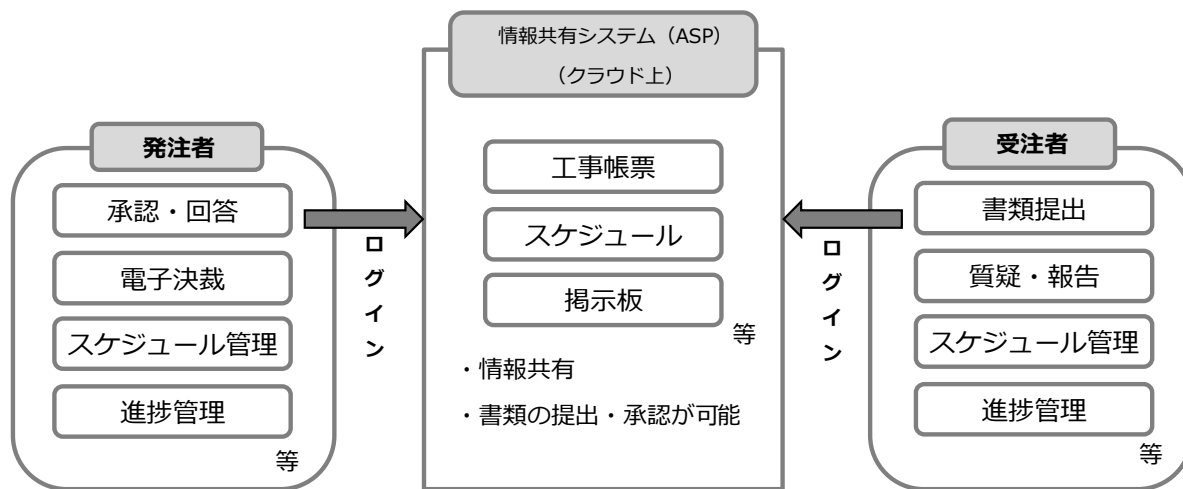 情報共有システム（ASP）
（クラウド上）
発注者
承認・回答
電子決裁
スケジュール管理
進捗管理
等
ログイン
工事帳票
スケジュール
掲示板
等
・情報共有
・書類の提出・承認が可能
ログイン
受注者
書類提出
質疑・報告
スケジュール管理
進捗管理
等